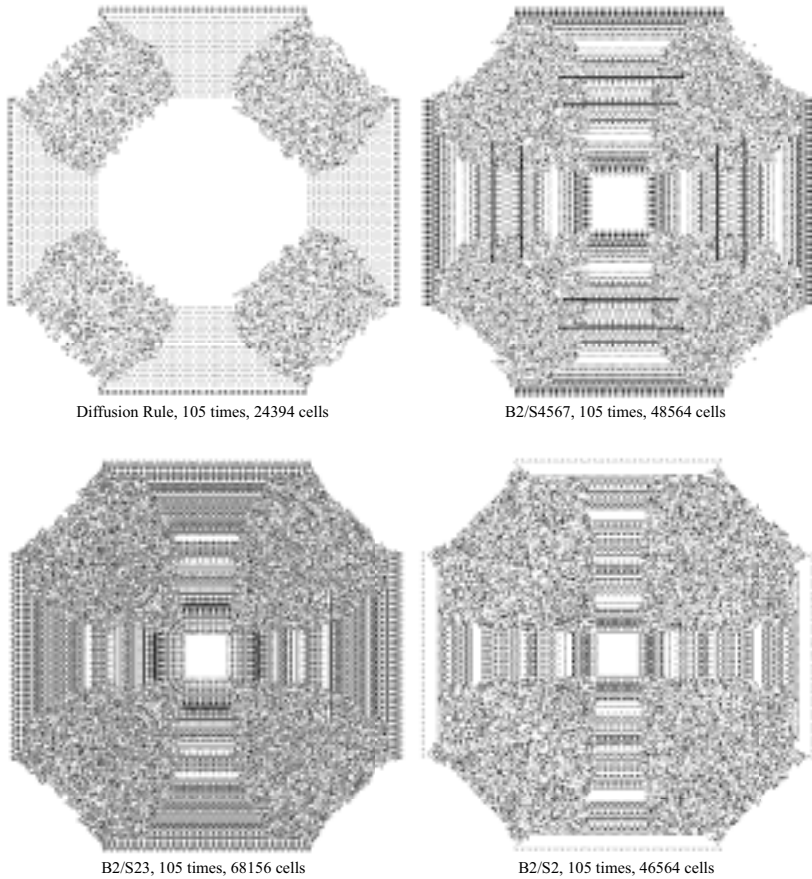 Diffusion Rule, 105 times, 24394 cells
B2/S4567, 105 times, 48564 cells
B2/S23, 105 times, 68156 cells
B2/S2, 105 times, 46564 cells